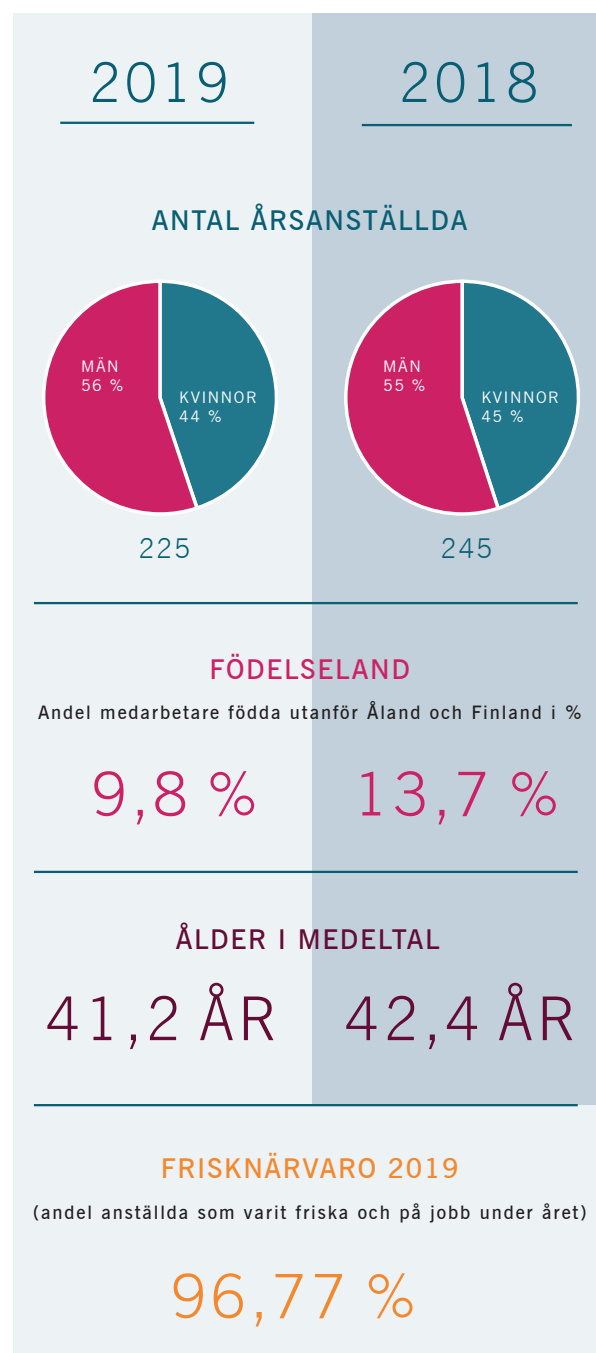 2019 2018
ANTAL ÅRSANSTÄLLDA
MÄN
56 %
KVINNOR
44 %
MÄN
55 %
KVINNOR
45 %
225 245
FÖDELSELAND
Andel medarbetare födda utanför Åland och Finland i %
9,8 % 13,7 %
ÅLDER I MEDELTAL
41,2 ÅR 42,4 ÅR
FRISKNÄRVARO 2019
(andel anställda som varit friska och på jobb under året)
96,77 %